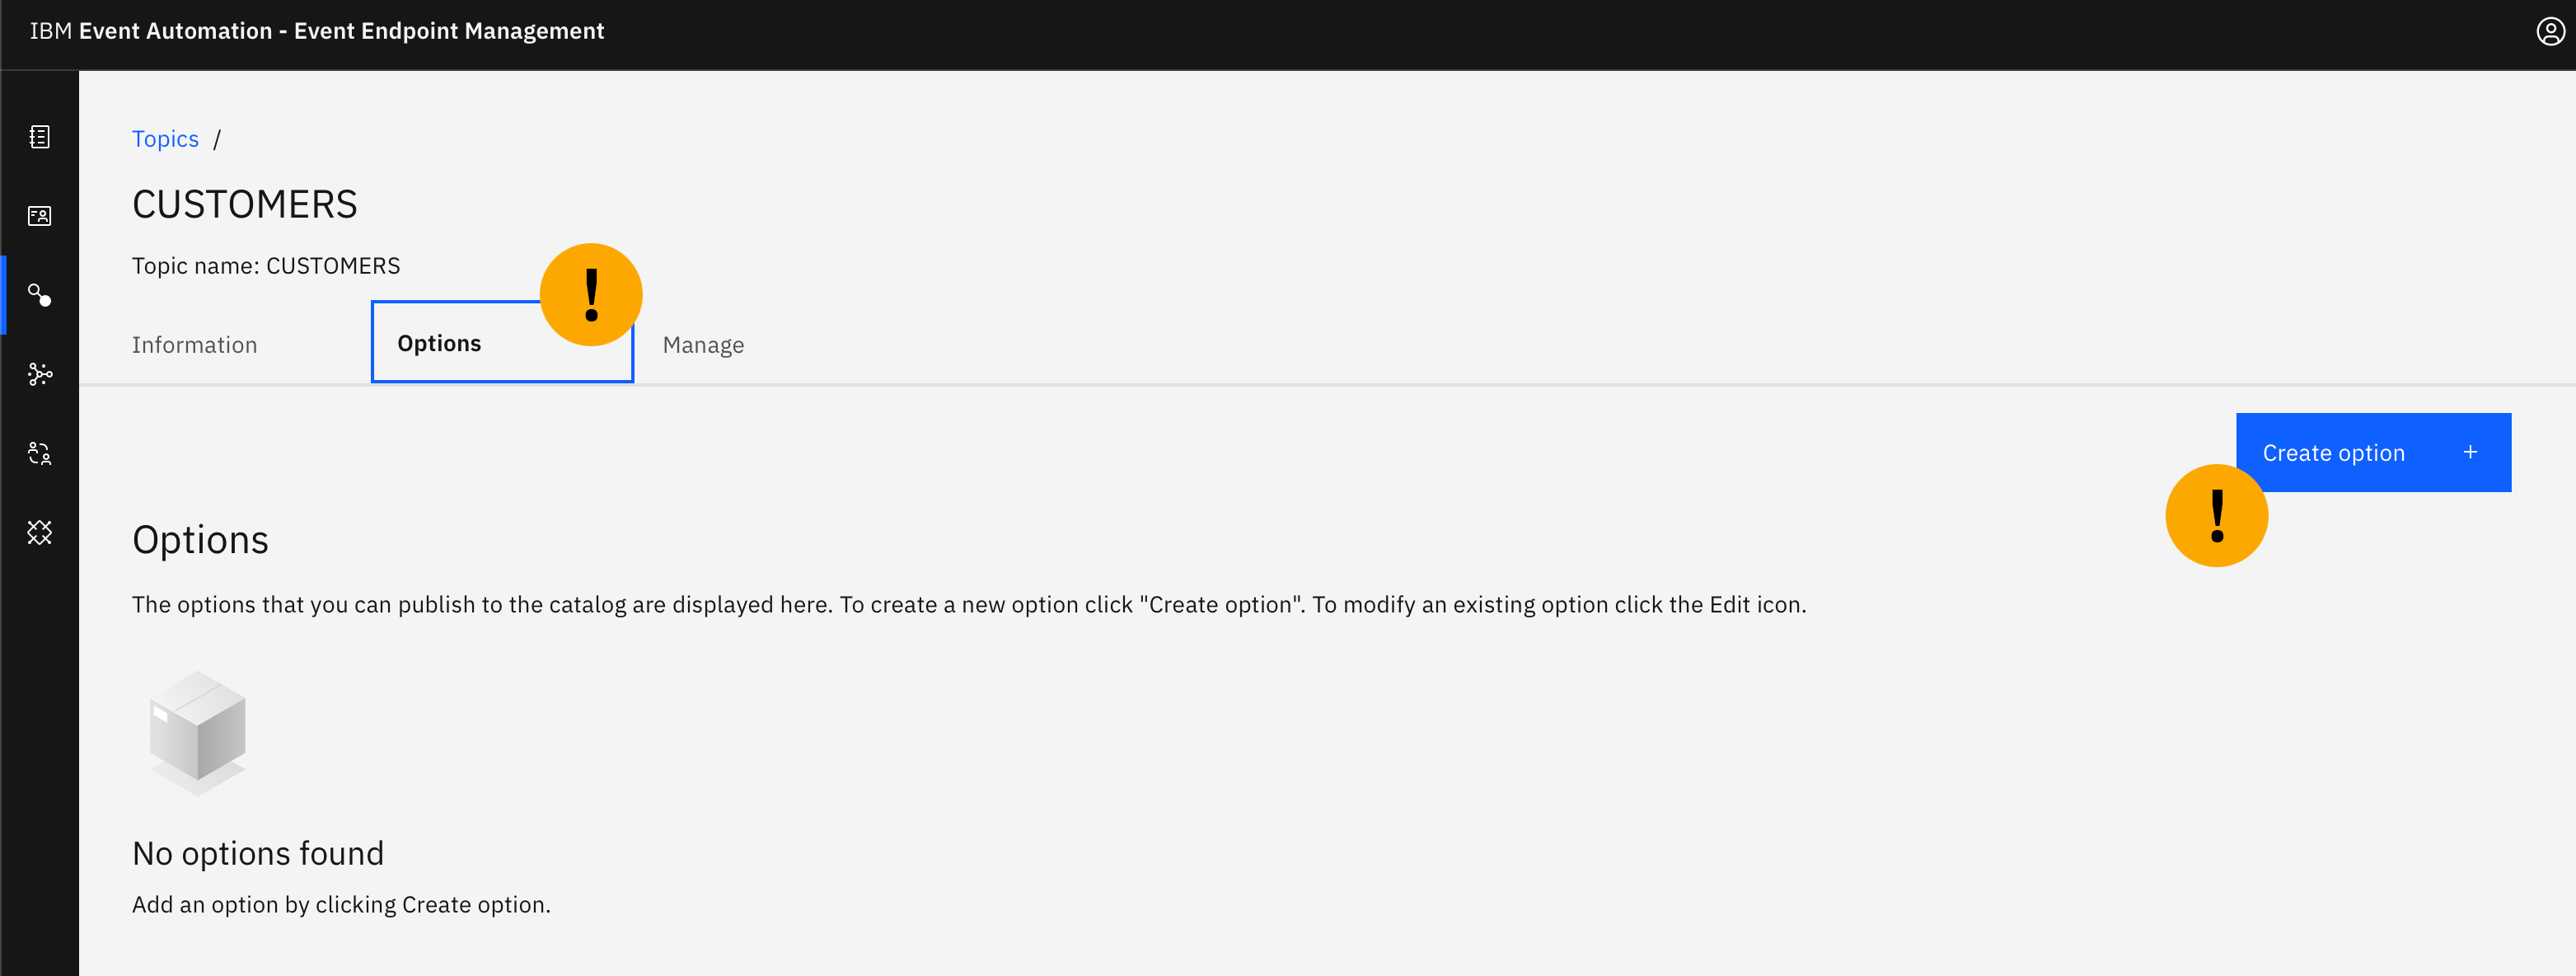 IBM Event Automation - Event Endpoint Management
Topics /
CUSTOMERS
Topic name: CUSTOMERS
!
Information
Options
Manage
Create option +
!
Options
The options that you can publish to the catalog are displayed here. To create a new option click "Create option". To modify an existing option click the Edit icon.
No options found
Add an option by clicking Create option.